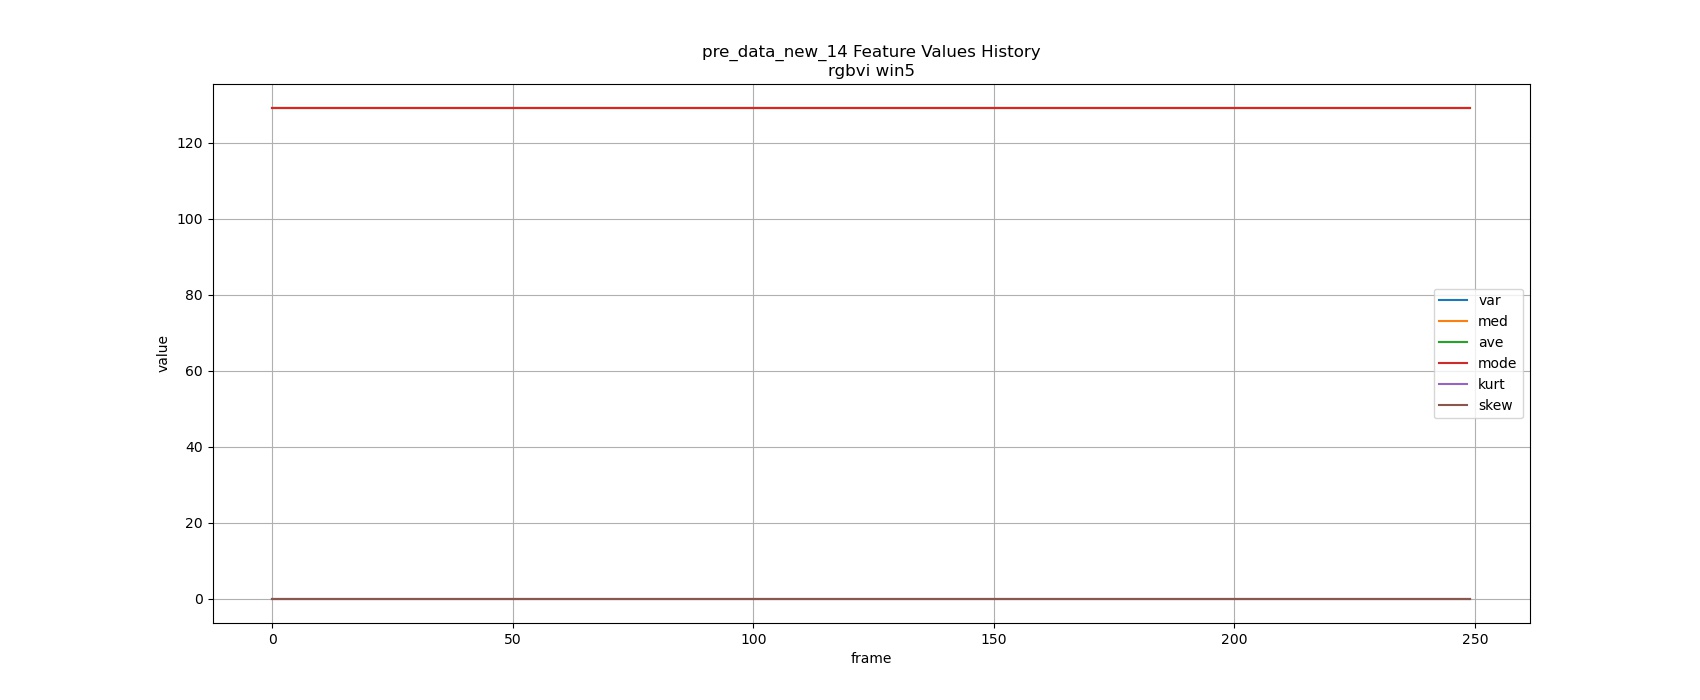 pre_data_new_14 Feature Values History
rgbvi win5
120
100
80
60
40
20
0
value
var
med
ave
mode
kurt
skew
0 50 100 150 200 250
frame